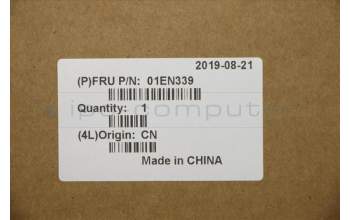 2019-08-21
(P)FRU P/N: 01EN339
Quantity: 1
(4L)Origin: CN
Made in CHINA